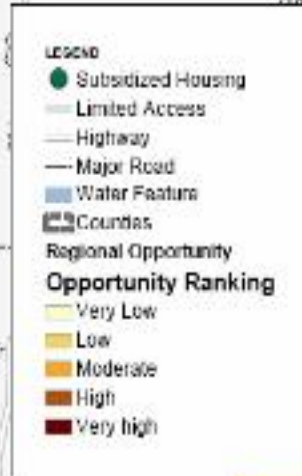 LEGEND
Subsidized Housing
Limited Access
Highway
Major Road
Water Feature
Counties
Regional Opportunity
Opportunity Ranking
Very Low
Low
Moderate
High
Very high